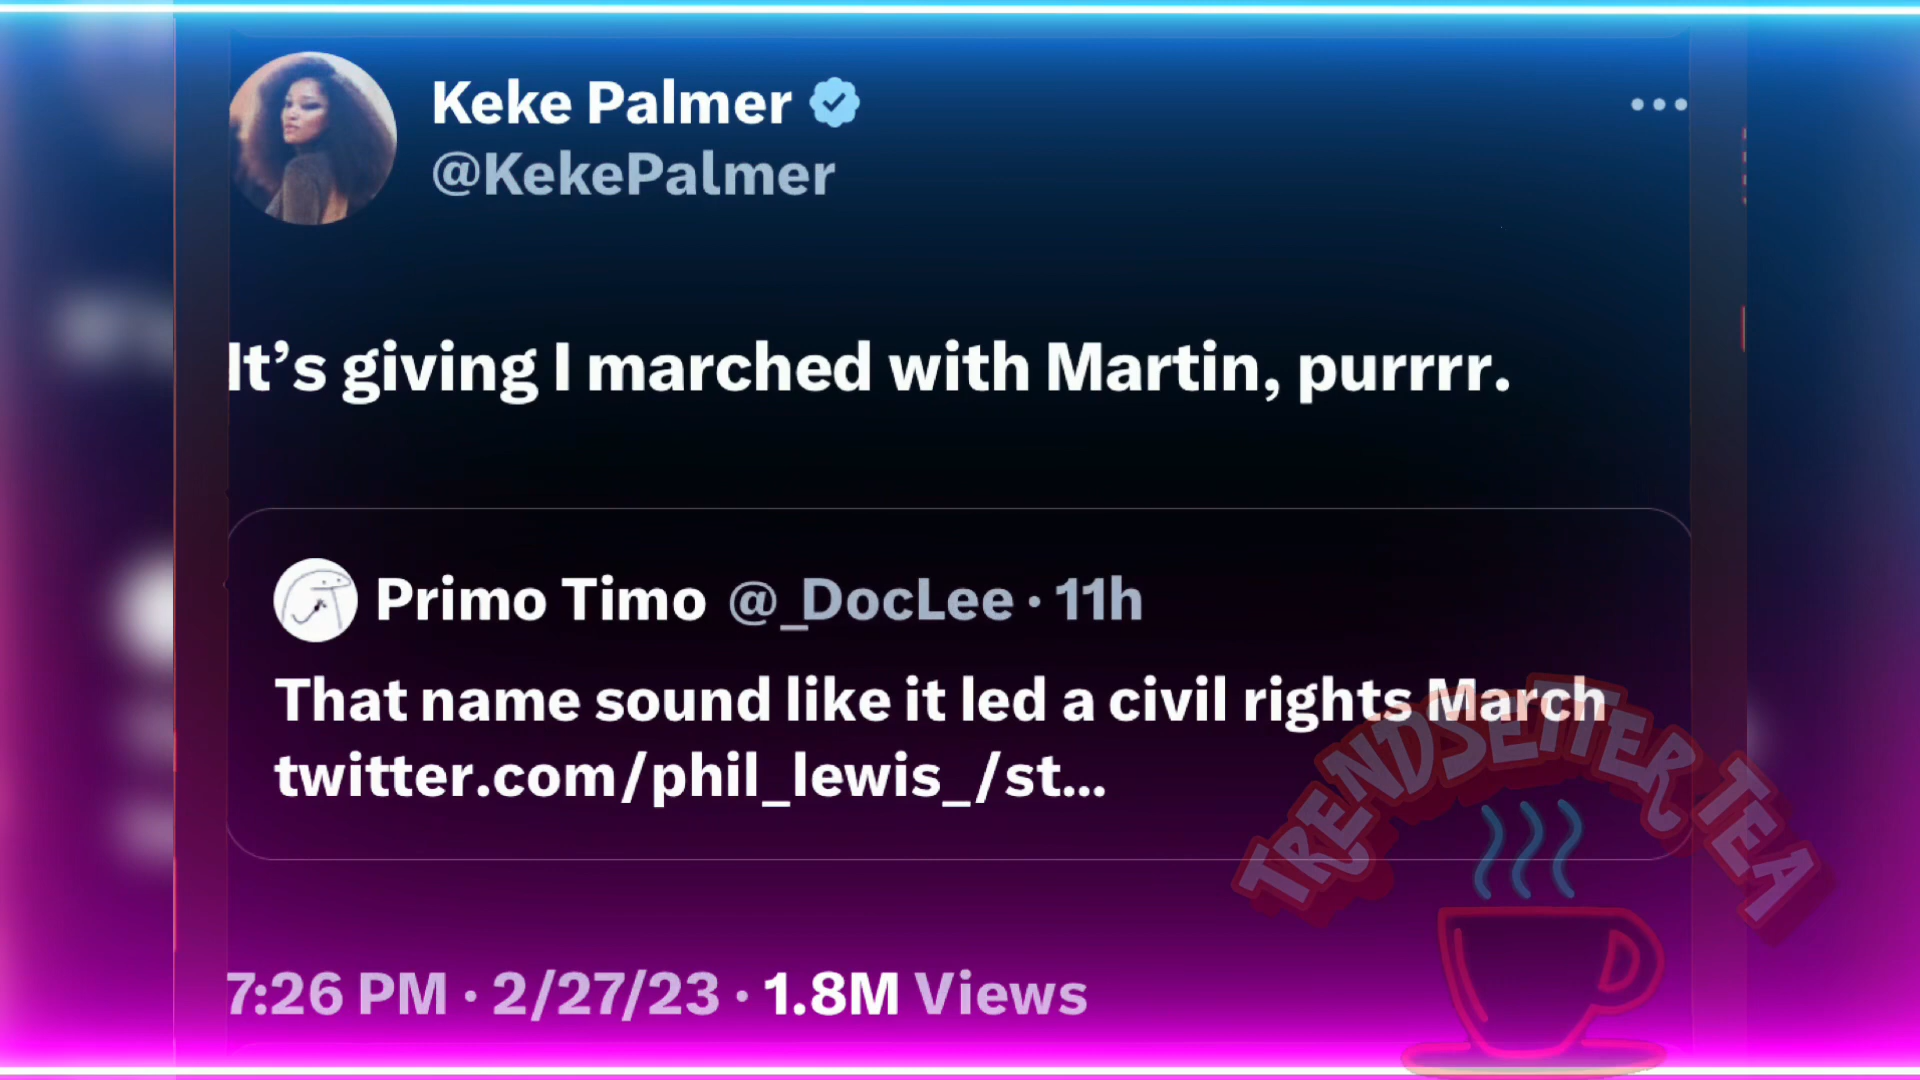 Keke Palmer
@KekePalmer
It’s giving I marched with Martin, purrrr.
Primo Timo @_DocLee · 11h
That name sound like it led a civil rights March
twitter.com/phil_lewis_/st...
TRENDSETTER TEA
7:26 PM · 2/27/23 · 1.8M Views